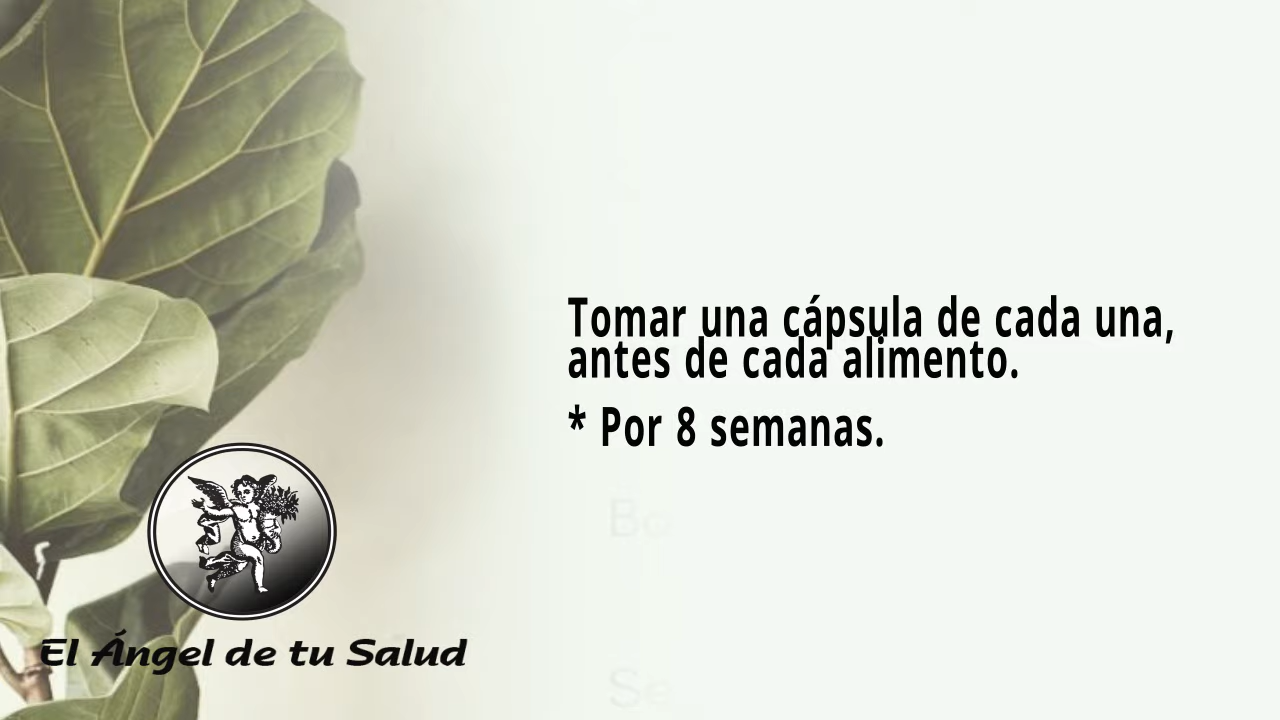 Tomar una cápsula de cada una,
antes de cada alimento.
* Por 8 semanas.
El Ángel de tu Salud